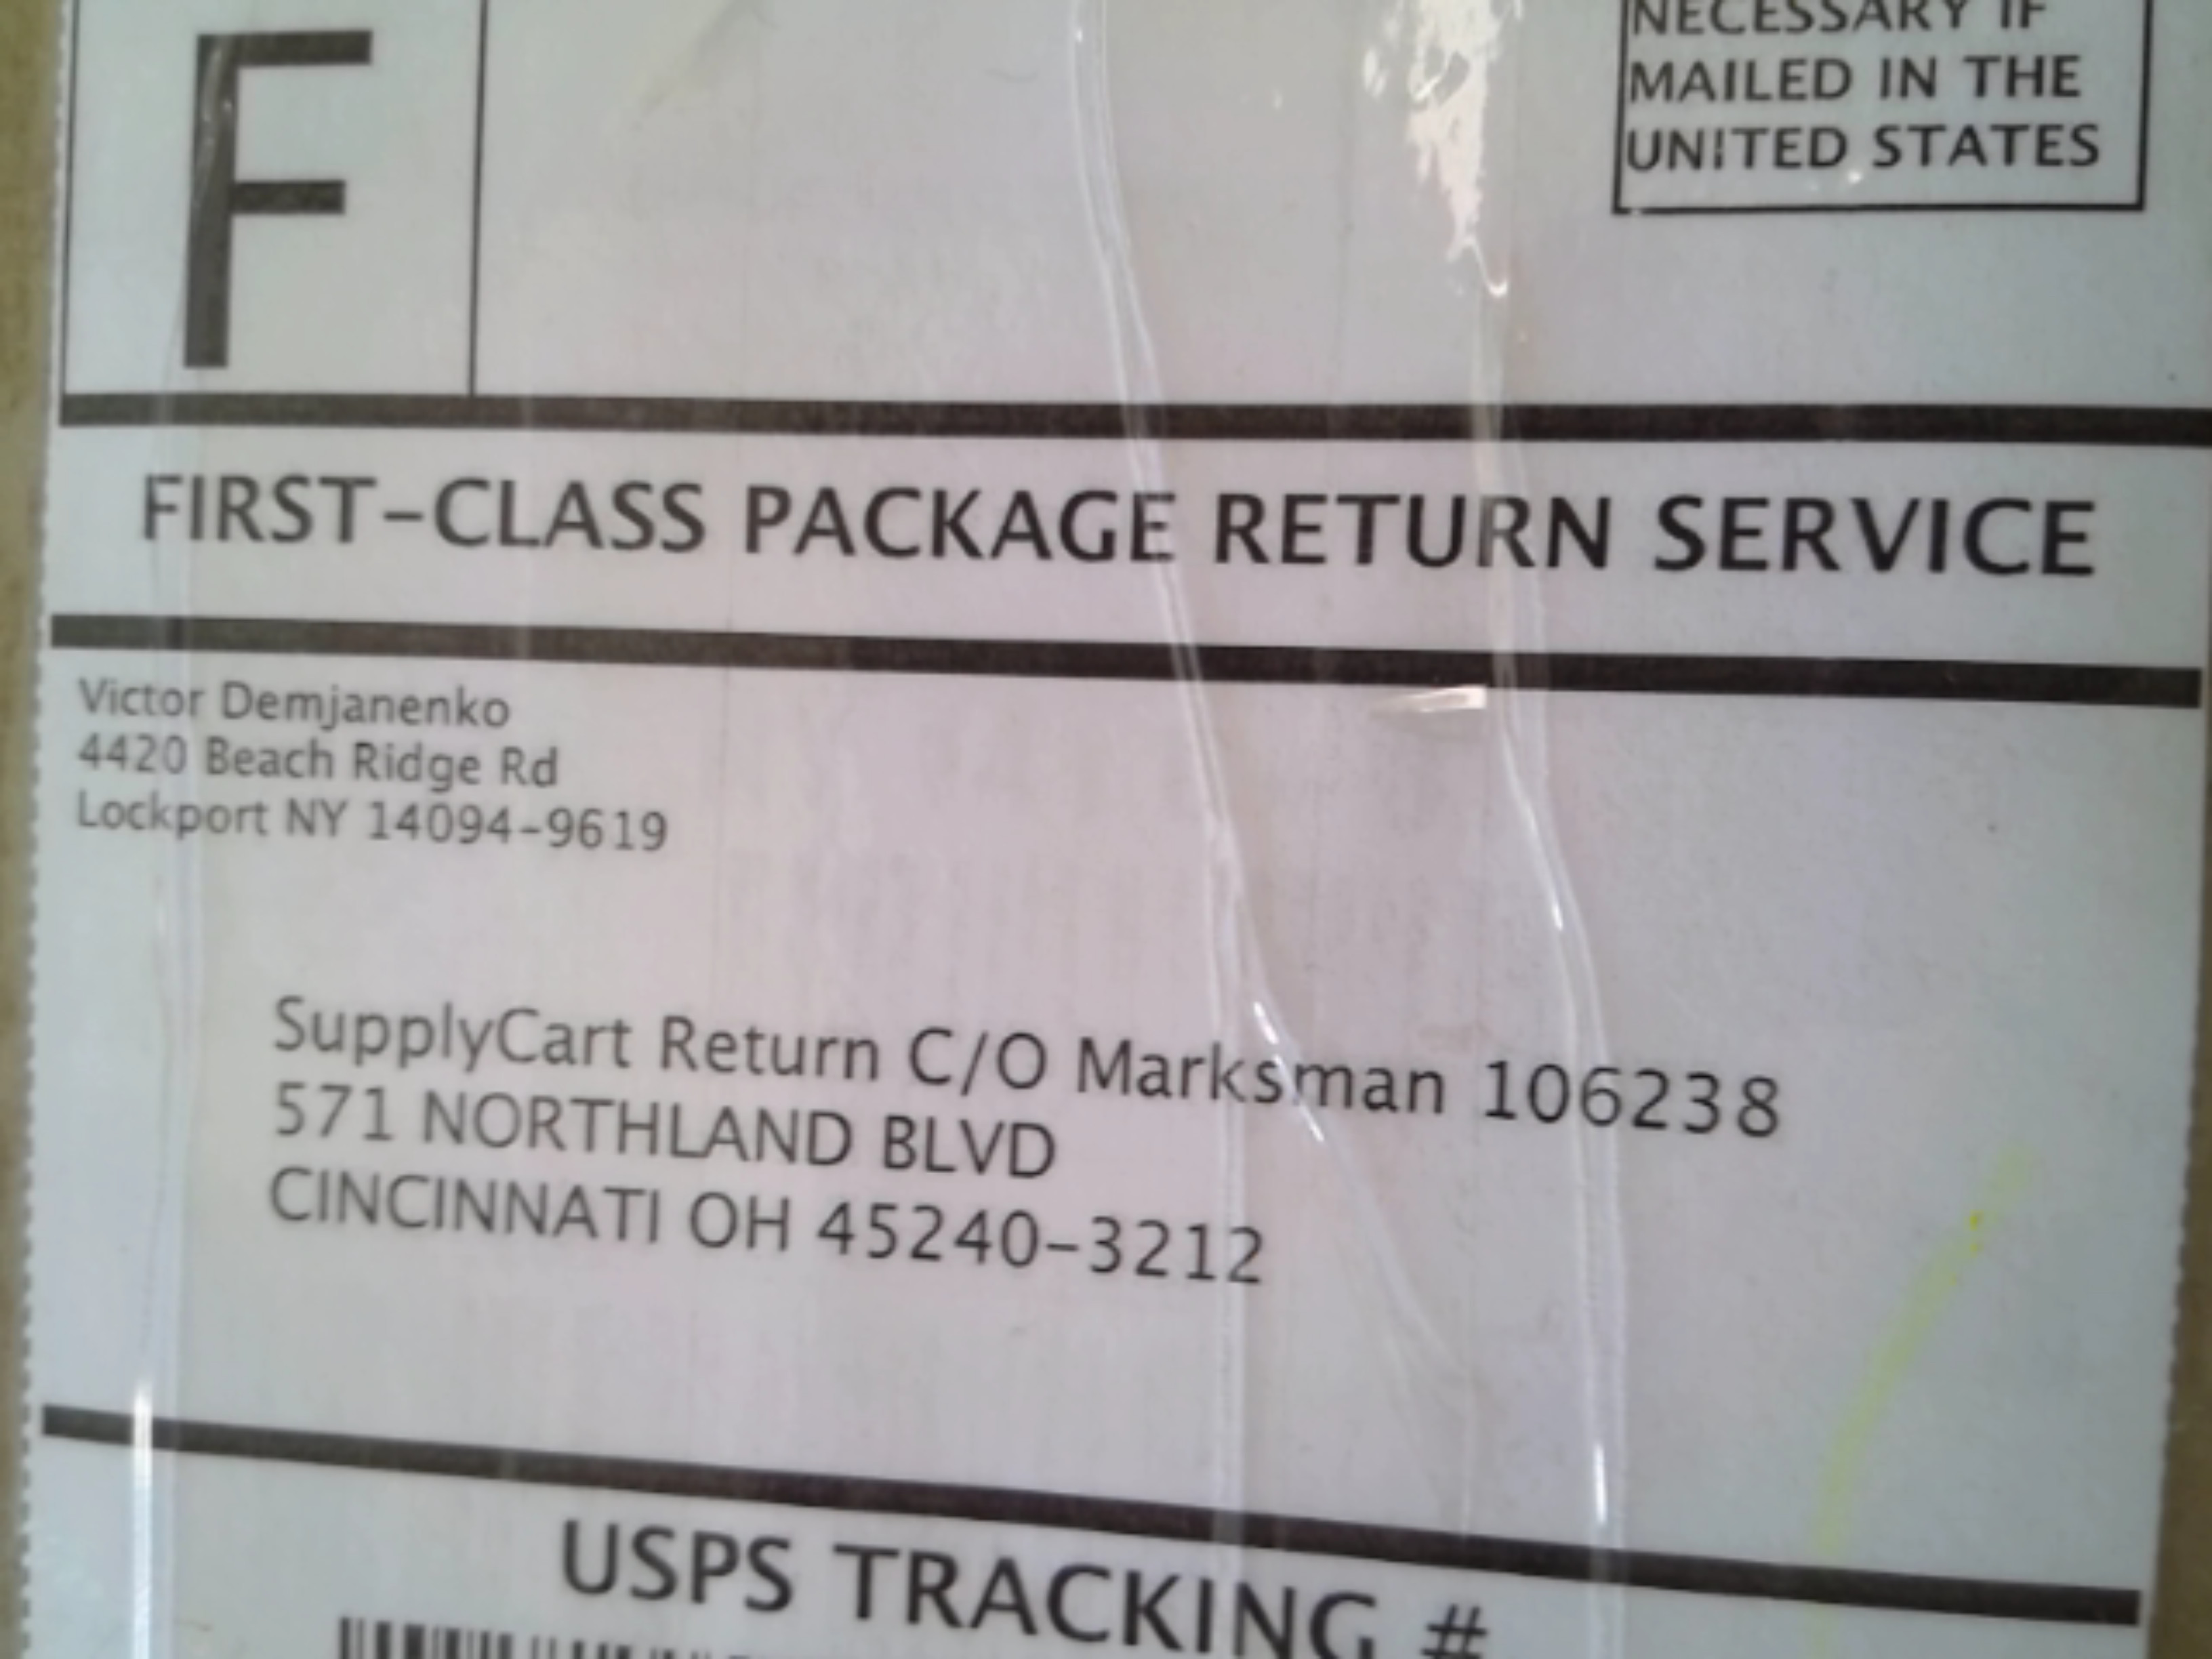 F
NECESSARY IF
MAILED IN THE
UNITED STATES
FIRST-CLASS PACKAGE RETURN SERVICE
Victor Demjanenko
4420 Beach Ridge Rd
Lockport NY 14094-9619
SupplyCart Return C/O Marksman 106238
571 NORTHLAND BLVD
CINCINNATI OH 45240-3212
USPS TRACKING #